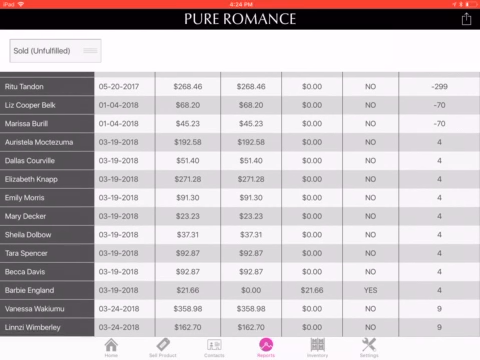 iPad 4:24 PM
PURE ROMANCE
Sold (Unfulfilled)
Ritu Tandon 05-20-2017 $268.46 $268.46 $0.00 NO -299
Liz Cooper Belk 01-04-2018 $68.20 $68.20 $0.00 NO -70
Marissa Burill 01-04-2018 $45.23 $45.23 $0.00 NO -70
Auristela Moctezuma 03-19-2018 $192.58 $192.58 $0.00 NO 4
Dallas Courville 03-19-2018 $51.40 $51.40 $0.00 NO 4
Elizabeth Knapp 03-19-2018 $271.28 $271.28 $0.00 NO 4
Emily Morris 03-19-2018 $91.30 $91.30 $0.00 NO 4
Mary Decker 03-19-2018 $23.23 $23.23 $0.00 NO 4
Sheila Dolbow 03-19-2018 $37.31 $37.31 $0.00 NO 4
Tara Spencer 03-19-2018 $92.87 $92.87 $0.00 NO 4
Becca Davis 03-19-2018 $92.87 $92.87 $0.00 NO 4
Barbie England 03-19-2018 $21.66 $0.00 $21.66 YES 4
Vanessa Wakiumu 03-24-2018 $358.98 $358.98 $0.00 NO 9
Linnzi Wimberley 03-24-2018 $162.70 $162.70 $0.00 NO 9
Home Sell Product Contacts Reports Inventory Settings